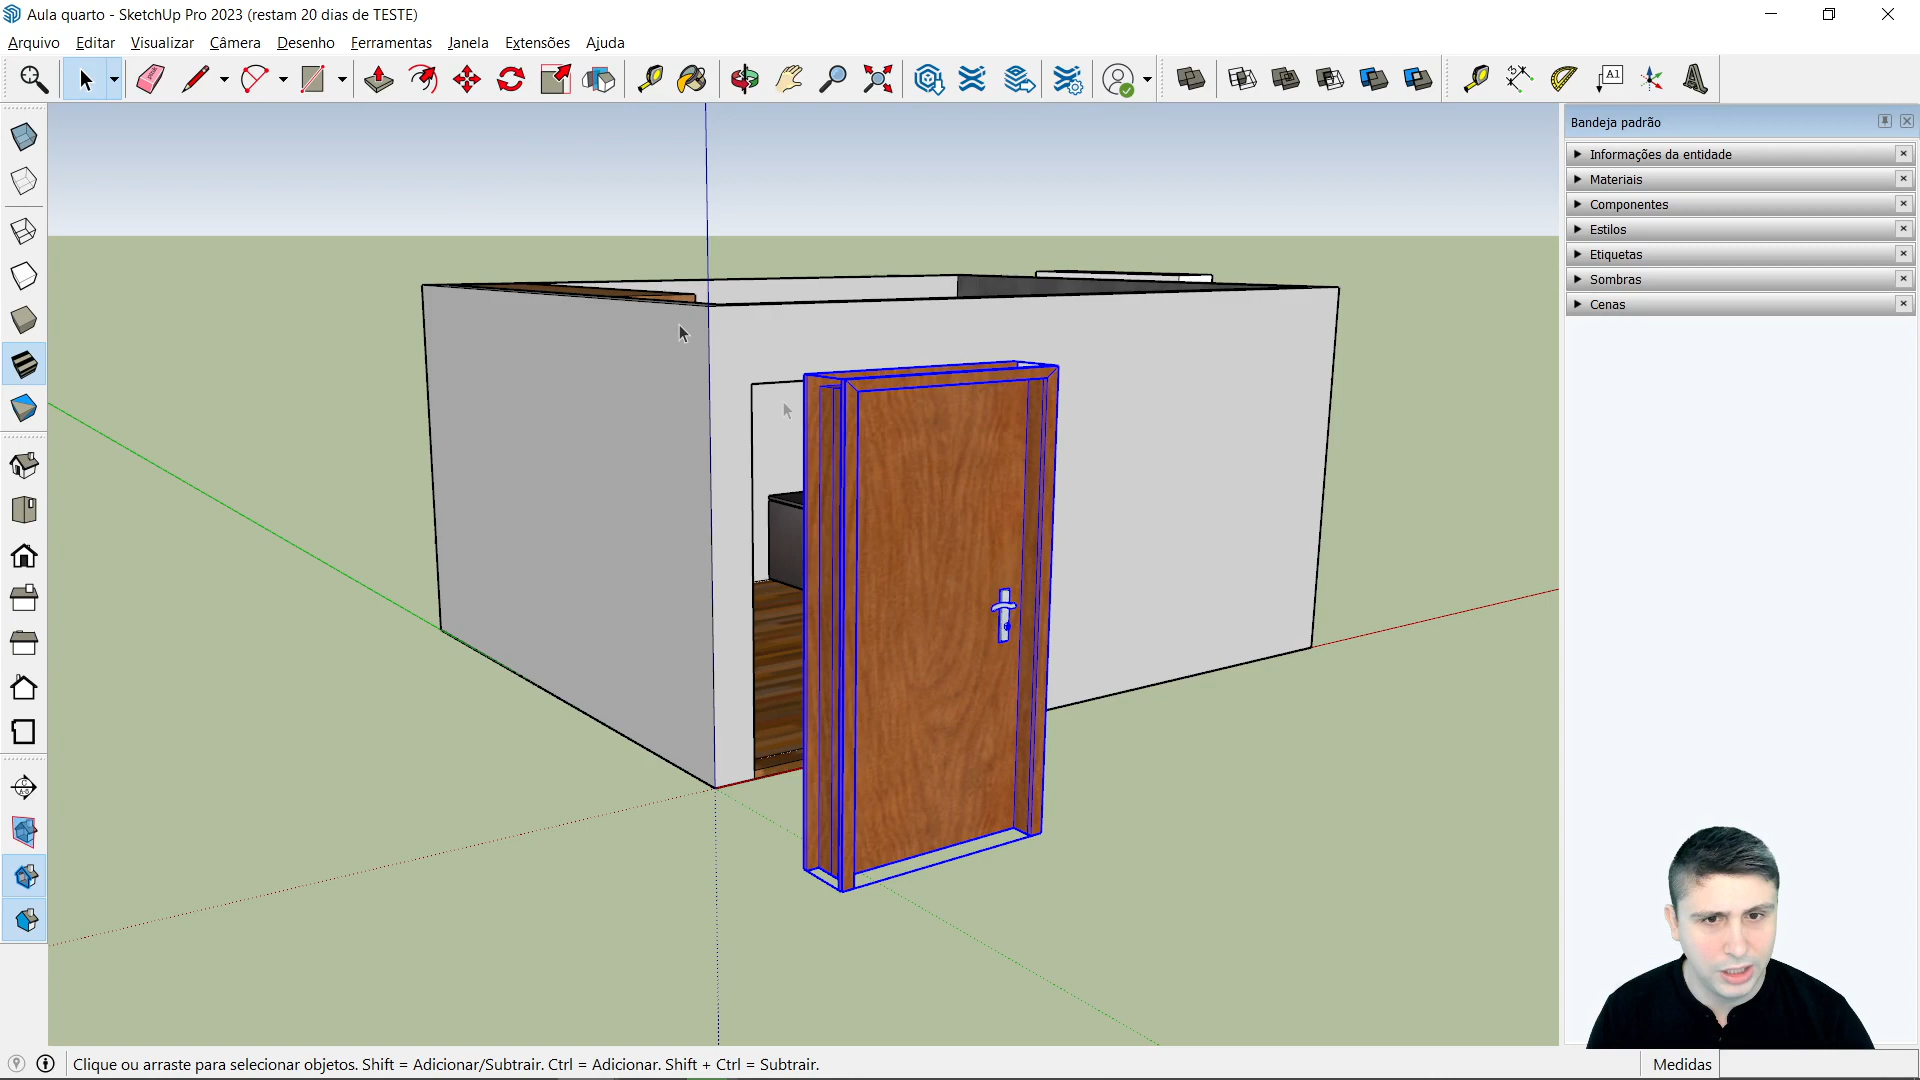 Aula quarto - SketchUp Pro 2023 (restam 20 dias de TESTE)
Arquivo Editar Visualizar Câmera Desenho Ferramentas Janela Extensões Ajuda
A1
Bandeja padrão
Informações da entidade
Materiais
Componentes
Estilos
Etiquetas
Sombras
Cenas
Clique ou arraste para selecionar objetos. Shift = Adicionar/Subtrair. Ctrl = Adicionar. Shift + Ctrl = Subtrair.
Medidas